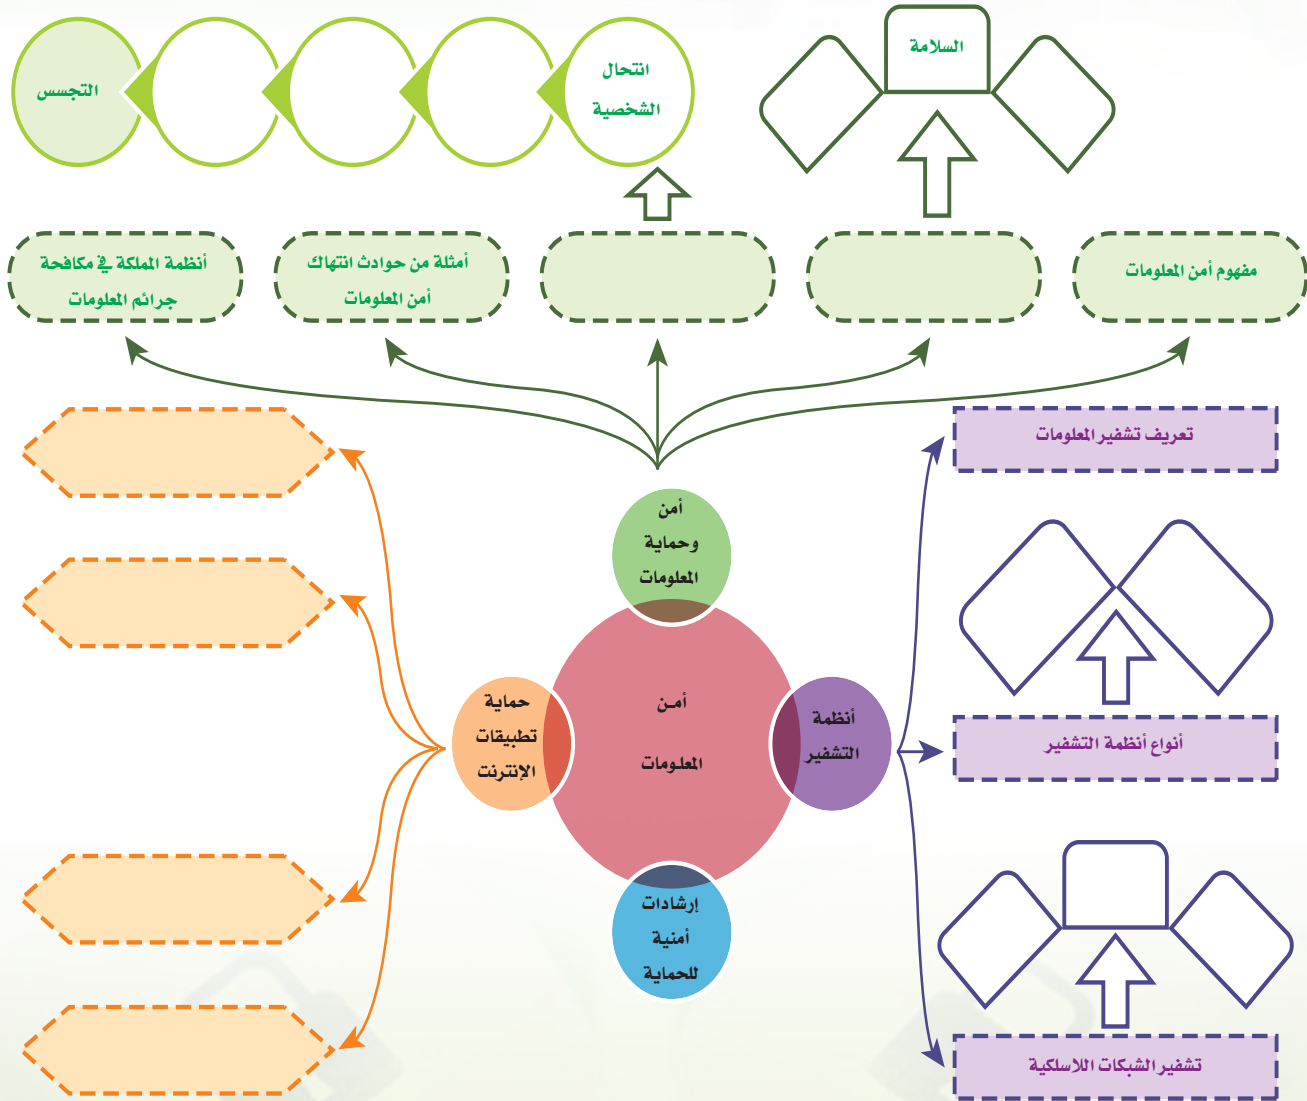 السلامة
انتحال
الشخصية
التجسس
مفهوم أمن المعلومات
أمثلة من حوادث انتهاك
أمن المعلومات
أنظمة المملكة في مكافحة
جرائم المعلومات
تعريف تشفير المعلومات
أمن
وحماية
المعلومات
أمـن
المعلـومات
أنظمة
التشفير
حماية
تطبيقات
الإنترنت
إرشادات
أمنية
للحماية
أنواع أنظمة التشفير
تشفير الشبكات اللاسلكية